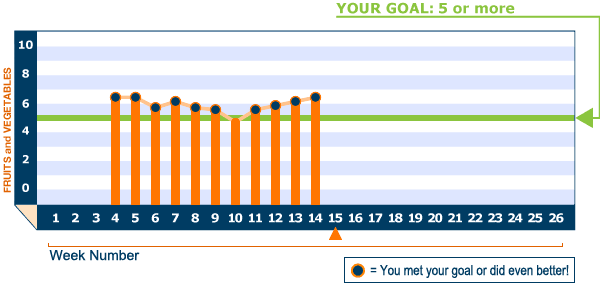 YOUR GOAL: 5 or more
FRUITS and VEGETABLES
10
8
6
4
2
0
1 2 3 4 5 6 7 8 9 10 11 12 13 14 15 16 17 18 19 20 21 22 23 24 25 26
Week Number
= You met your goal or did even better!